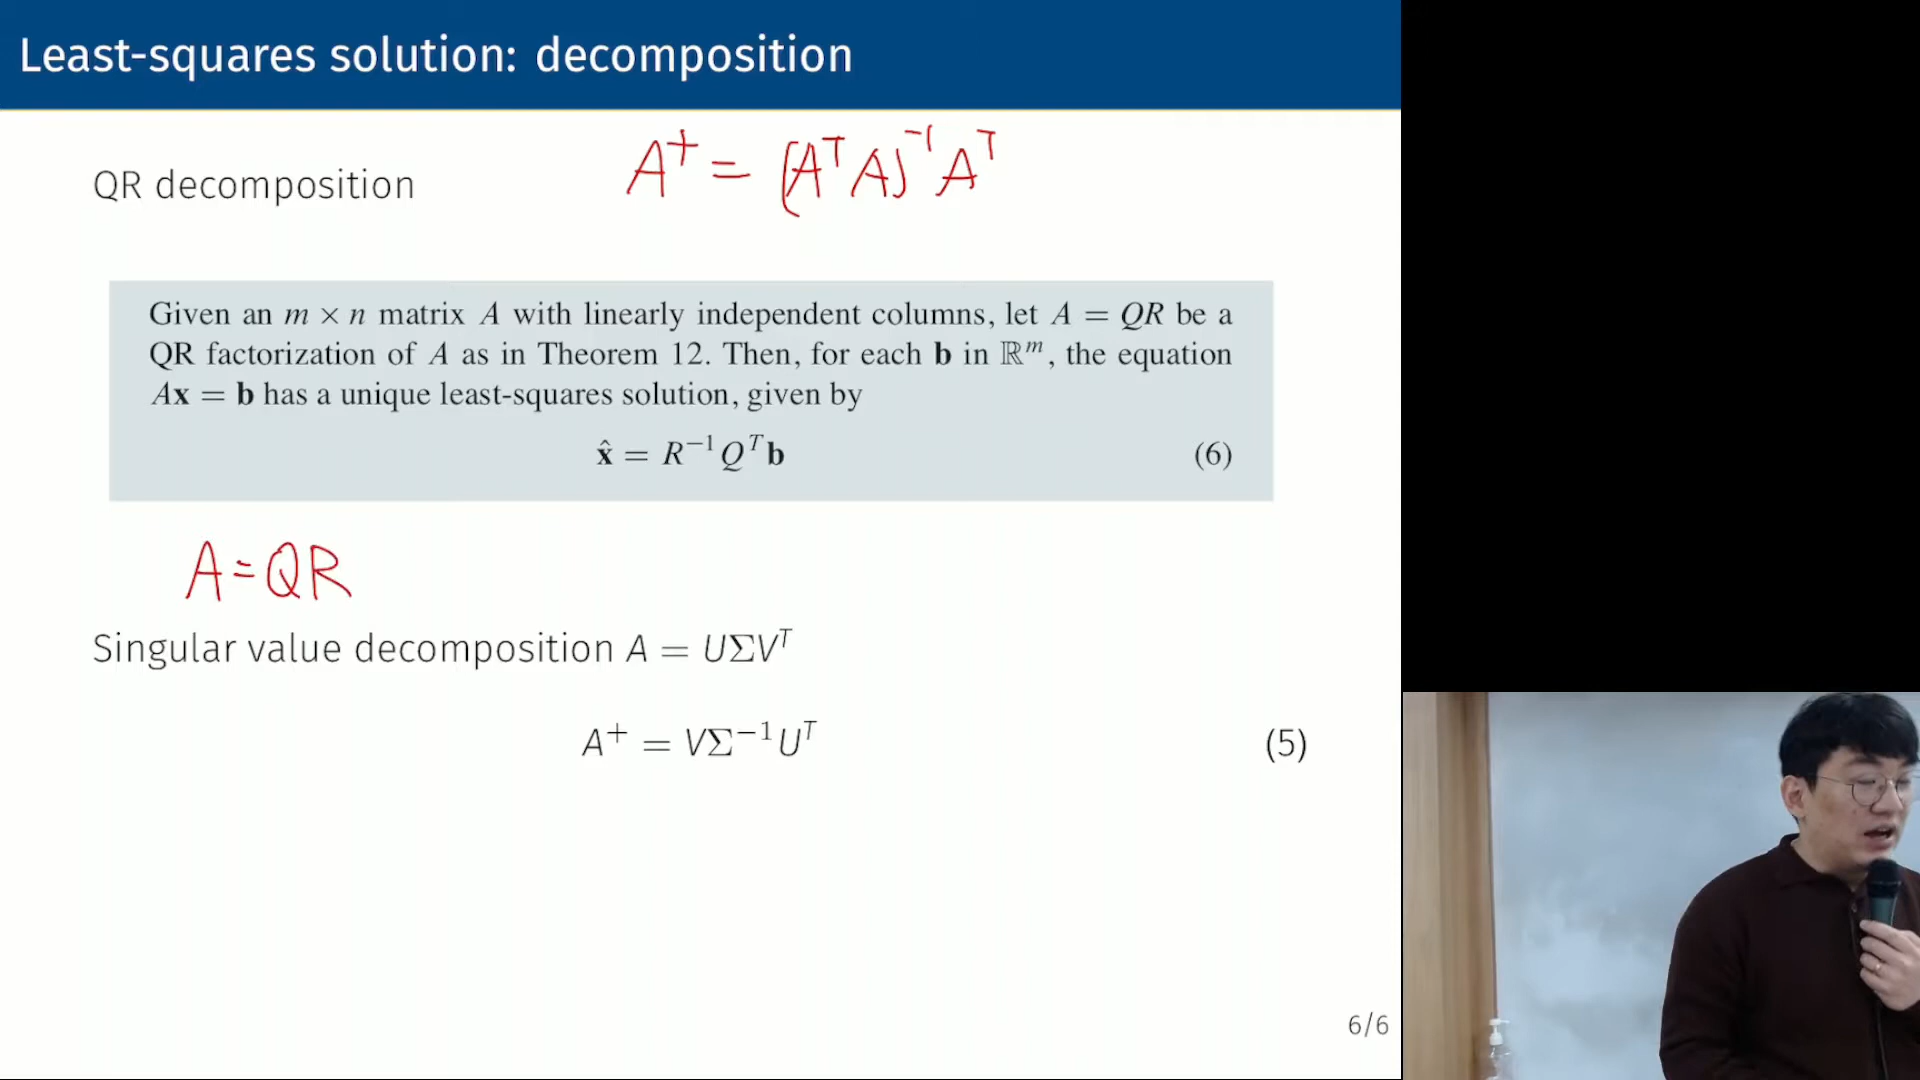 Least-squares solution: decomposition
QR decomposition
A⁺ = (AᵀA)⁻¹Aᵀ
Given an m × n matrix A with linearly independent columns, let A = QR be a
QR factorization of A as in Theorem 12. Then, for each b in ℝᵐ, the equation
Ax = b has a unique least-squares solution, given by
x̂ = R⁻¹Qᵀb (6)
A=QR
Singular value decomposition A = UΣVᵀ
A⁺ = VΣ⁻¹Uᵀ (5)
6/6